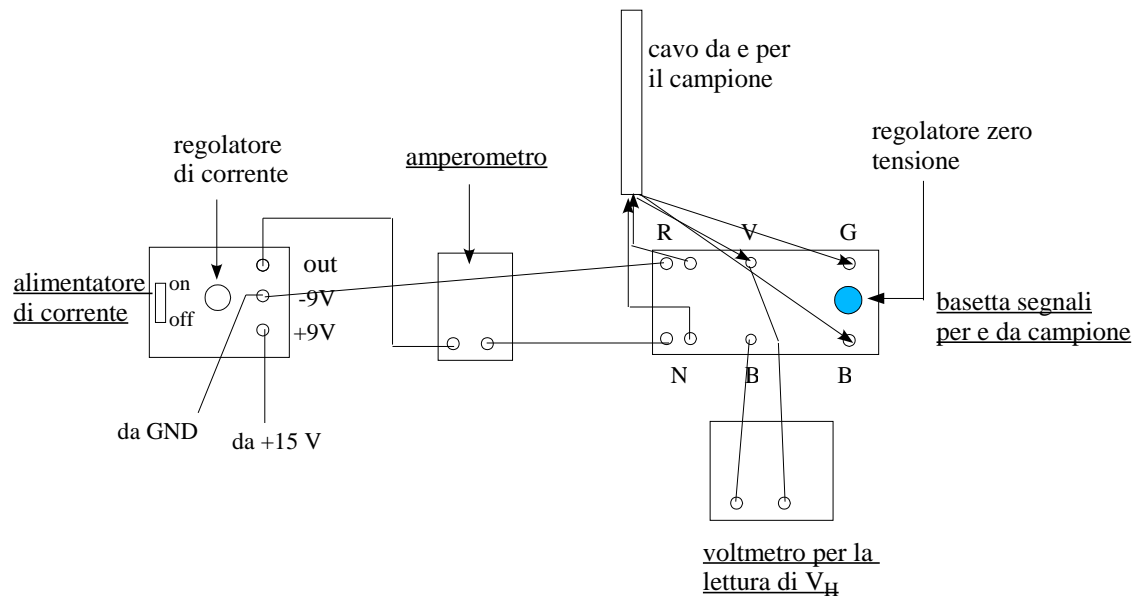 cavo da e per
il campione
regolatore zero
tensione
regolatore
di corrente
amperometro
R
V
G
out
-9V
+9V
on
off
alimentatore
di corrente
basetta segnali
per e da campione
N
B
B
da GND
da +15 V
voltmetro per la
lettura di VH